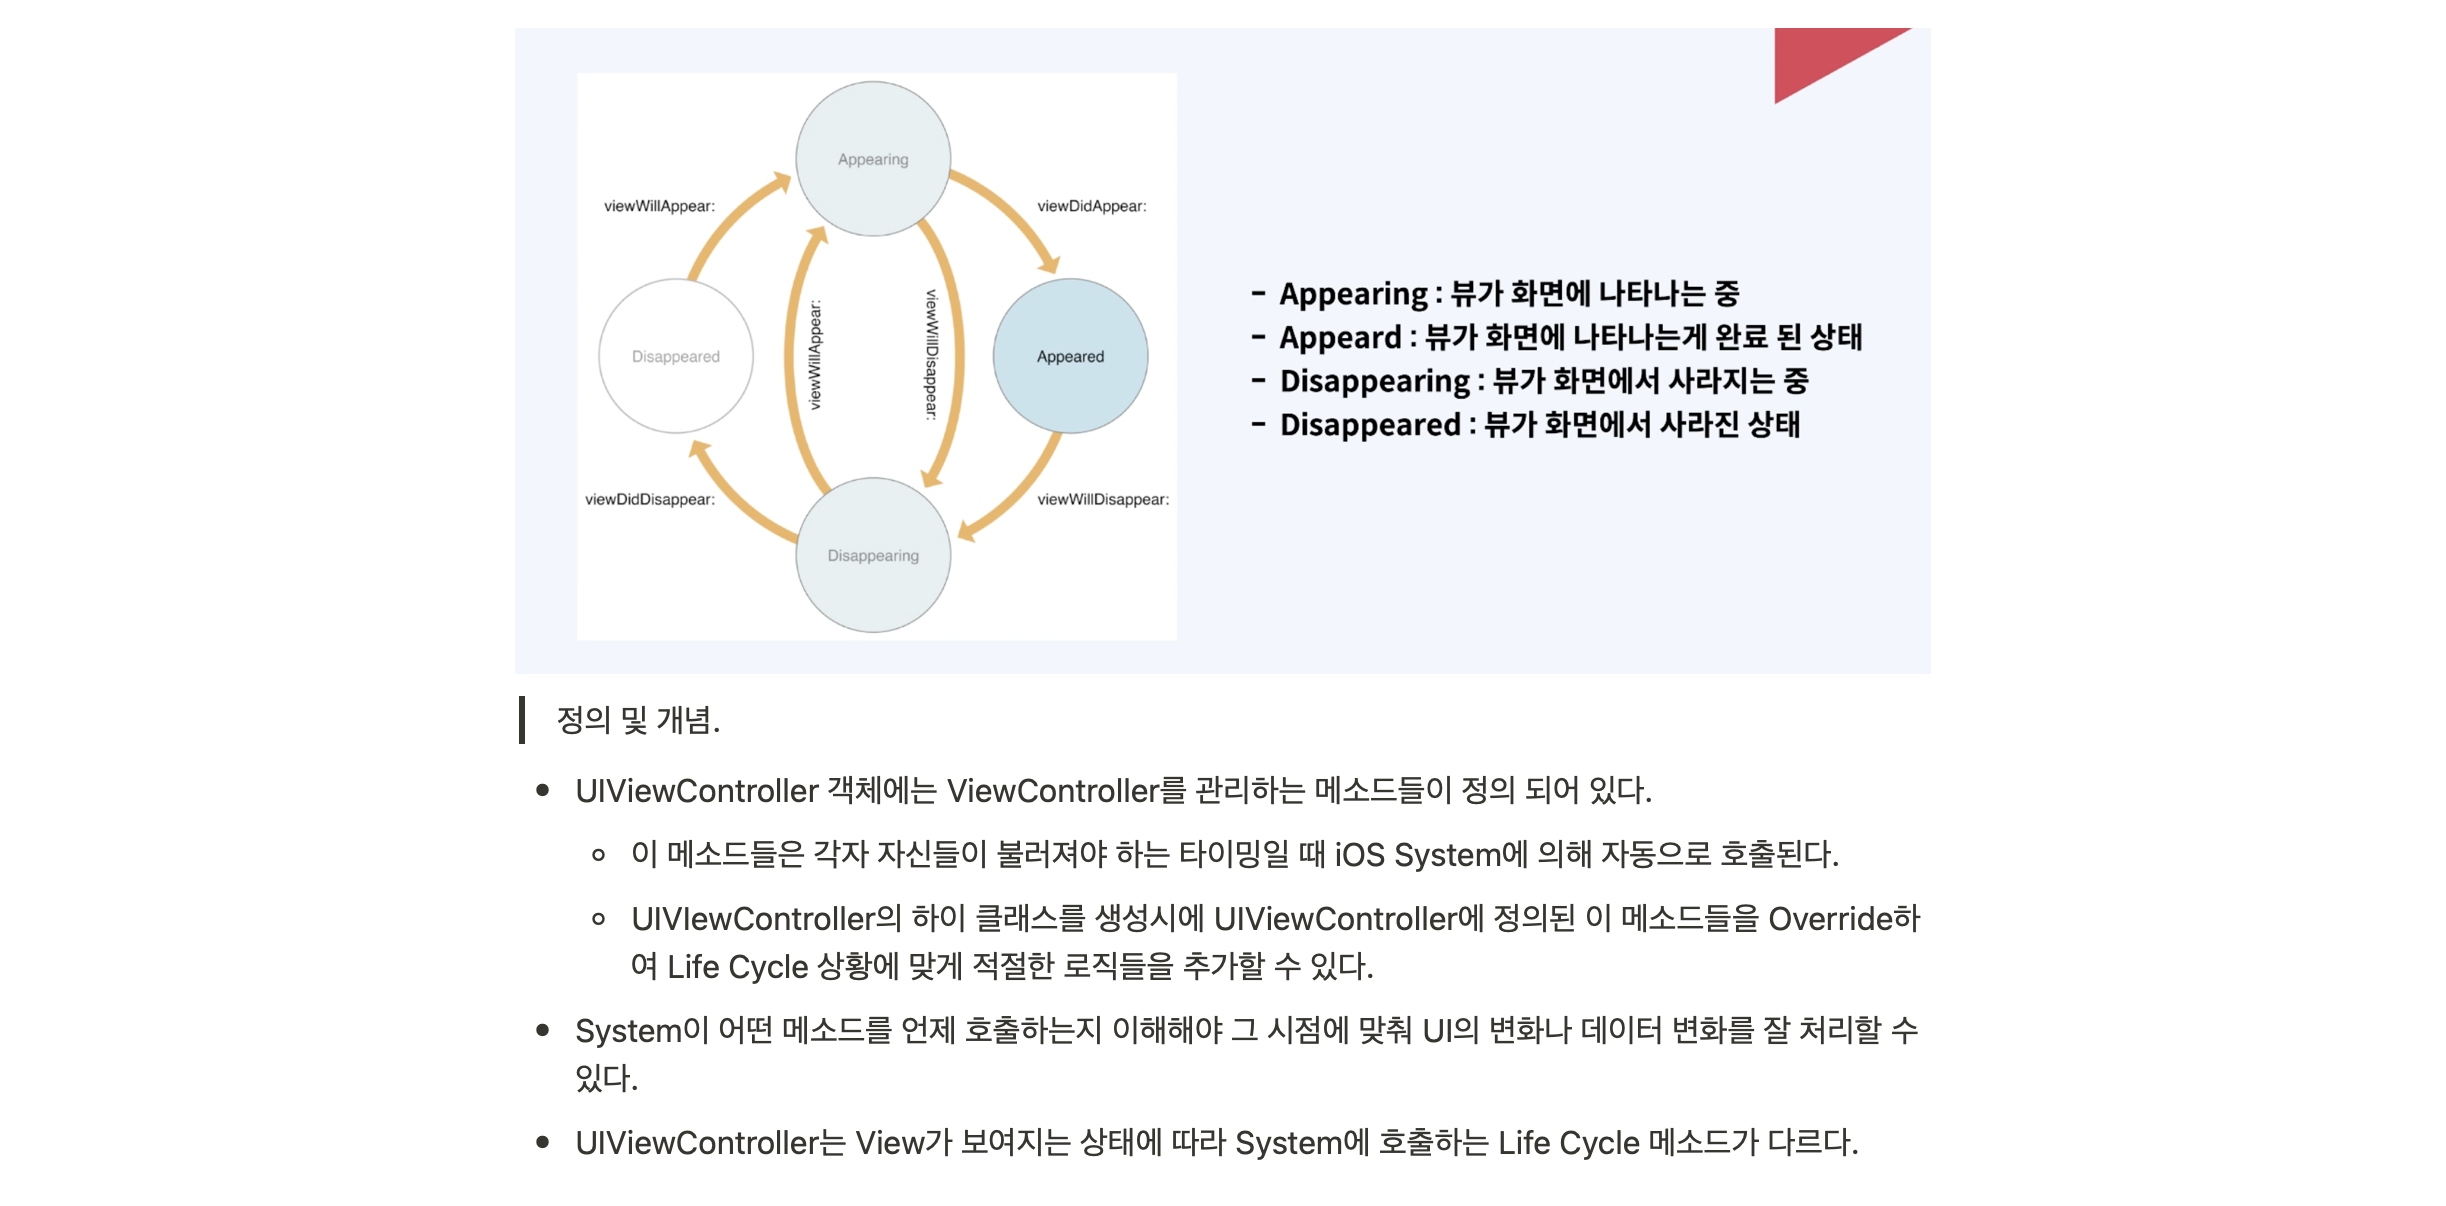 Appearing
viewWillAppear:
viewDidAppear:
viewWillAppear:
viewWillDisappear:
Disappeared
Appeared
viewDidDisappear:
viewWillDisappear:
Disappearing
- Appearing : 뷰가 화면에 나타나는 중
- Appeard : 뷰가 화면에 나타나는게 완료 된 상태
- Disappearing : 뷰가 화면에서 사라지는 중
- Disappeared : 뷰가 화면에서 사라진 상태
정의 및 개념.
• UIViewController 객체에는 ViewController를 관리하는 메소드들이 정의 되어 있다.
◦ 이 메소드들은 각자 자신들이 불러져야 하는 타이밍일 때 iOS System에 의해 자동으로 호출된다.
◦ UIVIewController의 하이 클래스를 생성시에 UIViewController에 정의된 이 메소드들을 Override하
여 Life Cycle 상황에 맞게 적절한 로직들을 추가할 수 있다.
• System이 어떤 메소드를 언제 호출하는지 이해해야 그 시점에 맞춰 UI의 변화나 데이터 변화를 잘 처리할 수
있다.
• UIViewController는 View가 보여지는 상태에 따라 System에 호출하는 Life Cycle 메소드가 다르다.